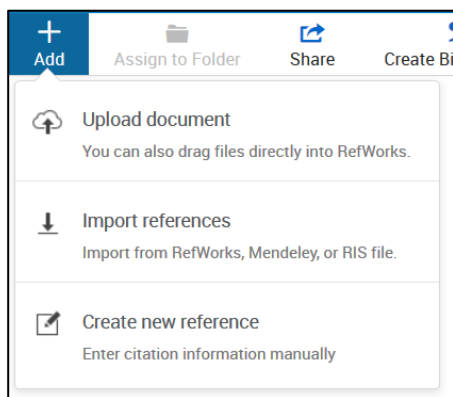 Add
Assign to Folder
Share
Create Bi
Upload document
You can also drag files directly into RefWorks.
Import references
Import from RefWorks, Mendeley, or RIS file.
Create new reference
Enter citation information manually